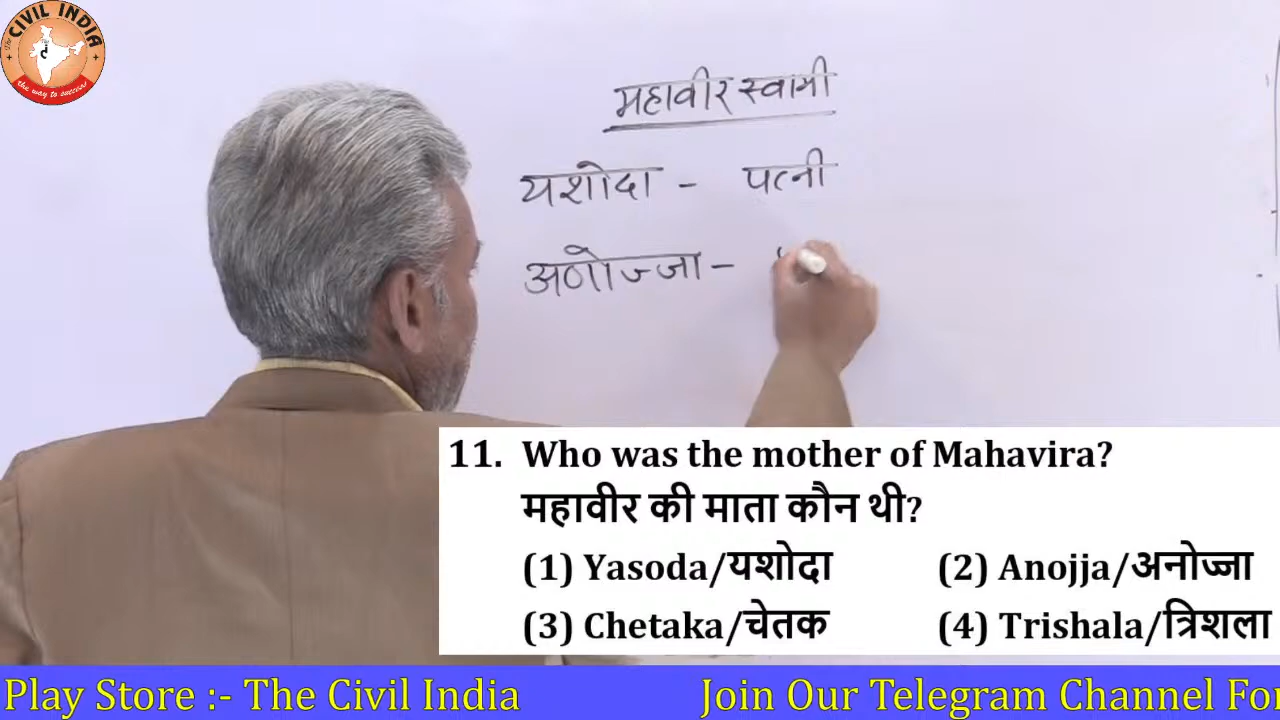 The CIVIL INDIA
the way to success
महावीर स्वामी
यशोदा - पत्नी
अणोज्जा -
11. Who was the mother of Mahavira?
महावीर की माता कौन थी?
(1) Yasoda/यशोदा (2) Anojja/अनोज्जा
(3) Chetaka/चेतक (4) Trishala/त्रिशला
Play Store :- The Civil India Join Our Telegram Channel For